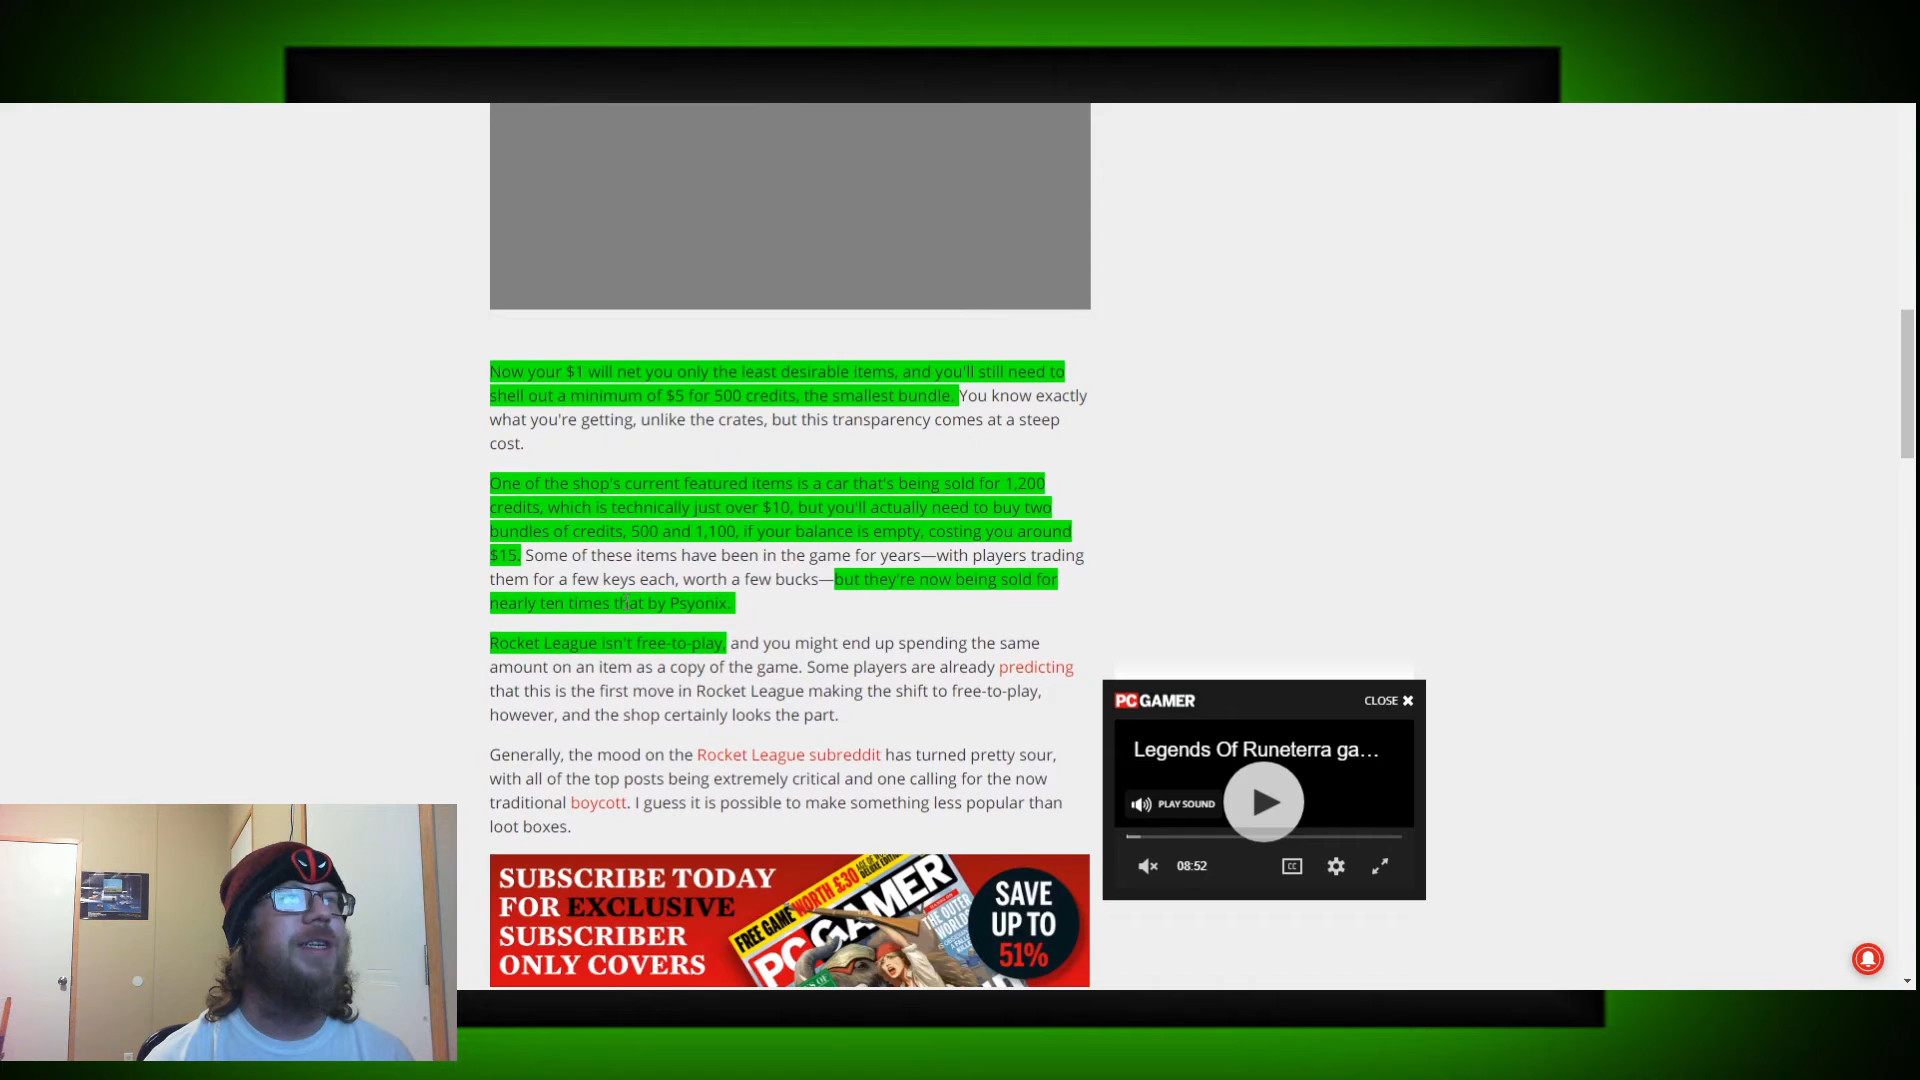 Now your $1 will net you only the least desirable items, and you'll still need to
shell out a minimum of $5 for 500 credits, the smallest bundle. You know exactly
what you're getting, unlike the crates, but this transparency comes at a steep
cost.
One of the shop's current featured items is a car that's being sold for 1,200
credits, which is technically just over $10, but you'll actually need to buy two
bundles of credits, 500 and 1,100, if your balance is empty, costing you around
$15. Some of these items have been in the game for years—with players trading
them for a few keys each, worth a few bucks—but they're now being sold for
nearly ten times that by Psyonix.
Rocket League isn't free-to-play, and you might end up spending the same
amount on an item as a copy of the game. Some players are already predicting
that this is the first move in Rocket League making the shift to free-to-play,
however, and the shop certainly looks the part.
Generally, the mood on the Rocket League subreddit has turned pretty sour,
with all of the top posts being extremely critical and one calling for the now
traditional boycott. I guess it is possible to make something less popular than
loot boxes.
PC GAMER CLOSE
Legends Of Runeterra ga...
PLAY SOUND
08:52
CC
SUBSCRIBE TODAY
FOR EXCLUSIVE
SUBSCRIBER
ONLY COVERS
FREE GAME WORTH £30
PC GAMER
THE OUTER
WORLDS
SAVE
UP TO
51%